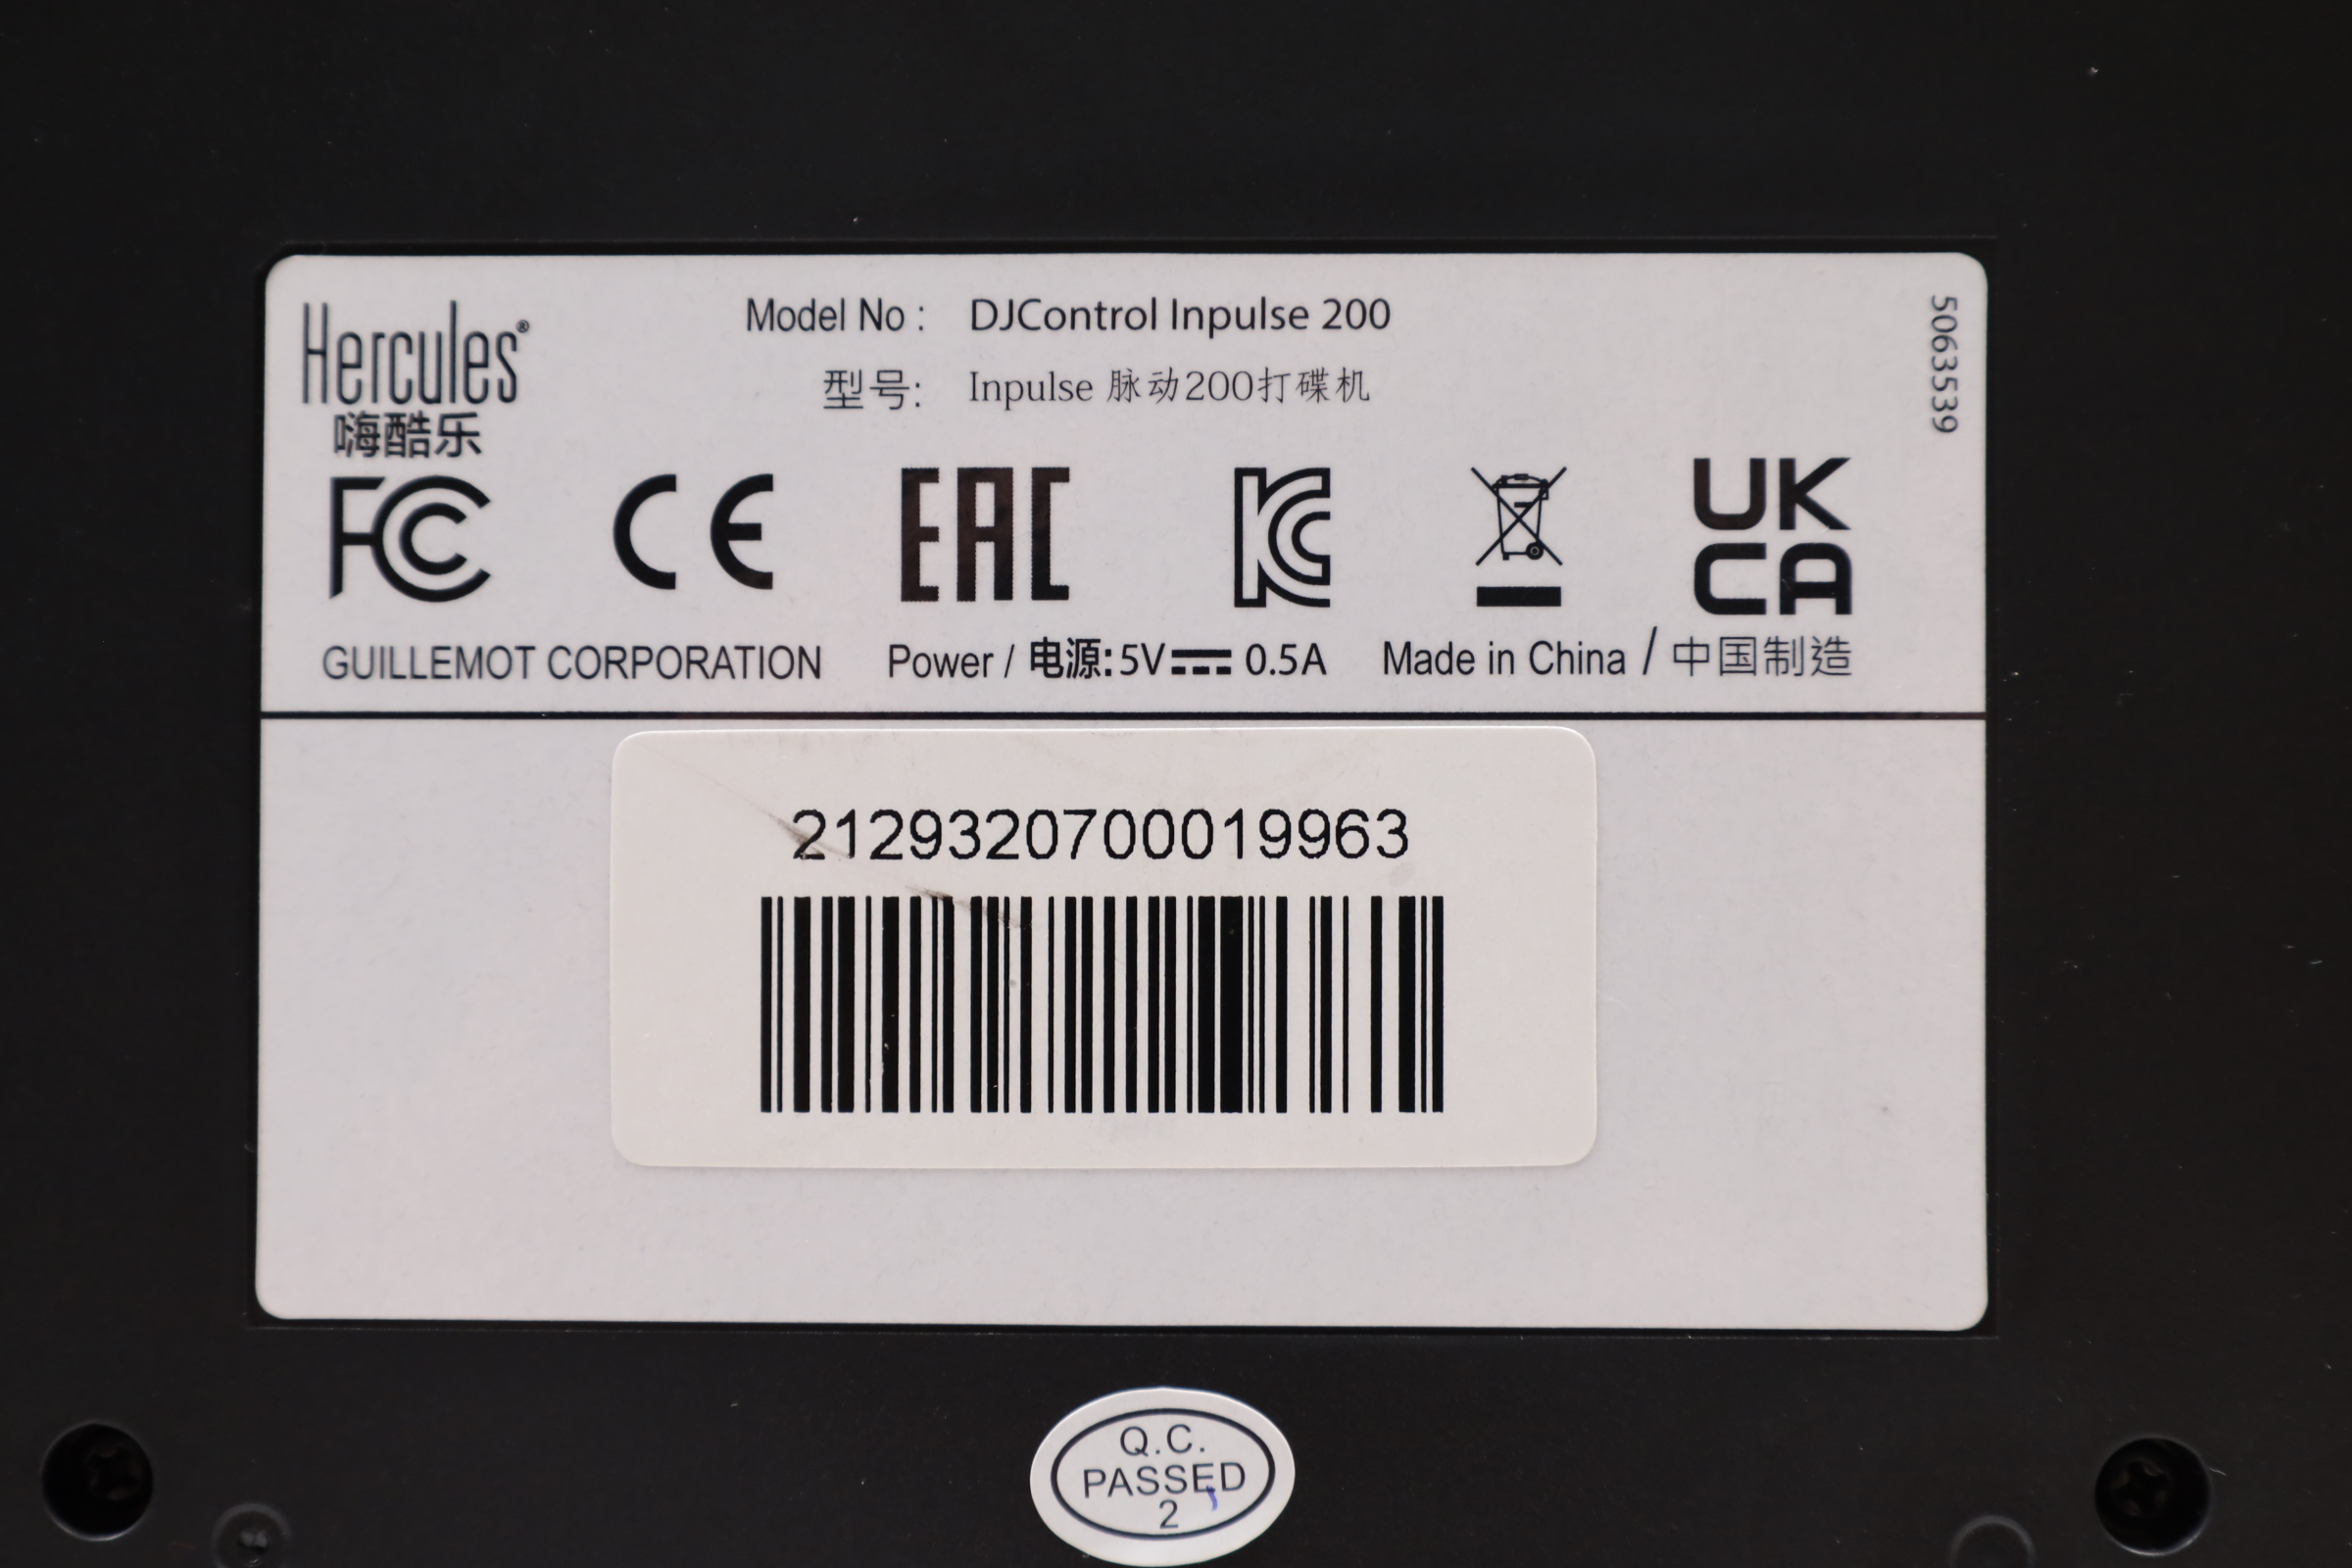 Hercules®
嗨酷乐
Model No : DJControl Inpulse 200
型号: Inpulse 脉动200打碟机
5063539
FC CE EAC KC UK CA
GUILLEMOT CORPORATION Power / 电源: 5V⎓ 0.5A Made in China / 中国制造
2129320700019963
Q.C.
PASSED
2